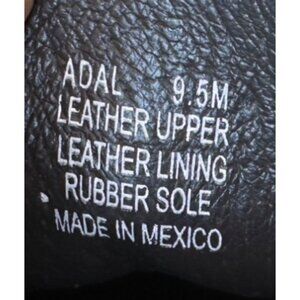 ADAL 9.5M
LEATHER UPPER
LEATHER LINING
RUBBER SOLE
MADE IN MEXICO